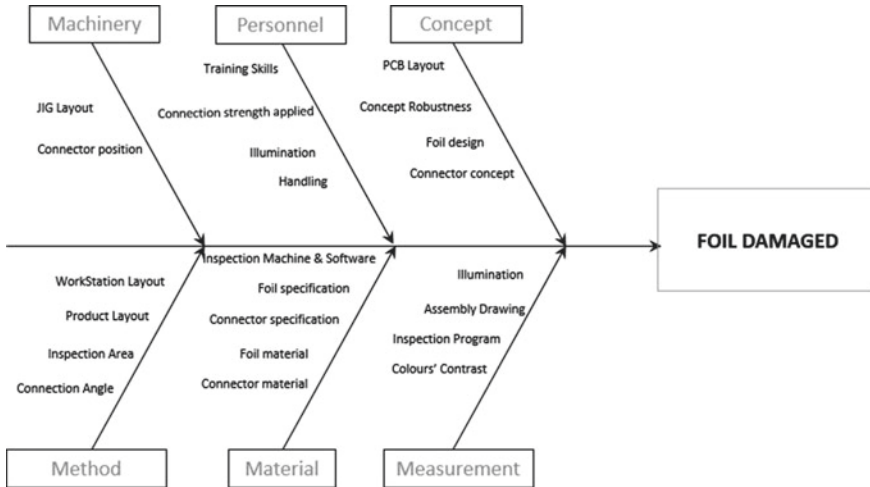 Machinery
Personnel
Concept
Training Skills
PCB Layout
JIG Layout
Connection strength applied
Concept Robustness
Connector position
Illumination
Foil design
Handling
Connector concept
FOIL DAMAGED
Inspection Machine & Software
WorkStation Layout
Foil specification
Illumination
Product Layout
Connector specification
Assembly Drawing
Inspection Area
Foil material
Inspection Program
Connection Angle
Connector material
Colours' Contrast
Method
Material
Measurement